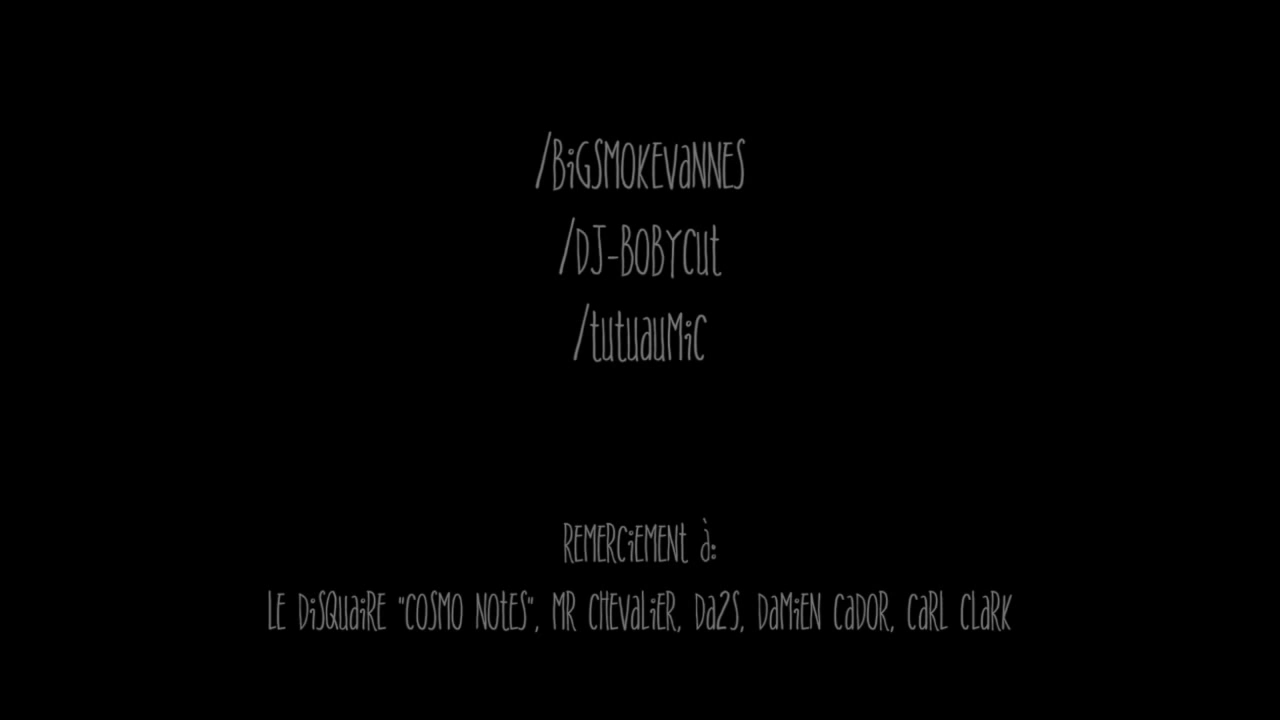 /BiGSMOKEVaNNES
/DJ-BOBYCut
/tutuauMiC
REMERCiEMENt à:
LE DiSQuaiRE "COSMO NOtES", MR CHEValiER, Da2S, DaMiEN CaDOR, CaRL ClaRK